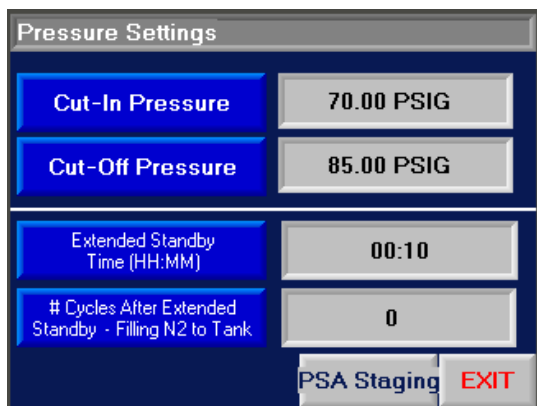 Pressure Settings
Cut-In Pressure
70.00 PSIG
Cut-Off Pressure
85.00 PSIG
Extended Standby
Time (HH:MM)
00:10
# Cycles After Extended
Standby - Filling N2 to Tank
0
PSA Staging
EXIT